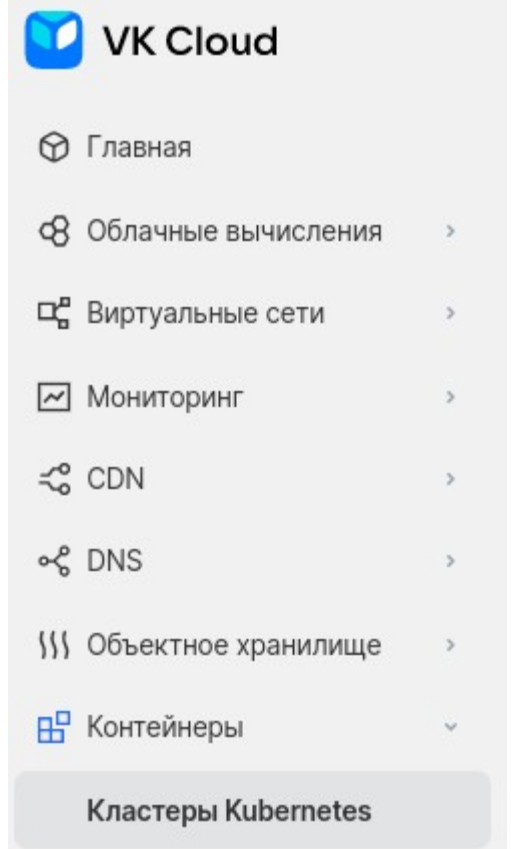 VK Cloud
Главная
Облачные вычисления
Виртуальные сети
Мониторинг
CDN
DNS
Объектное хранилище
Контейнеры
Кластеры Kubernetes